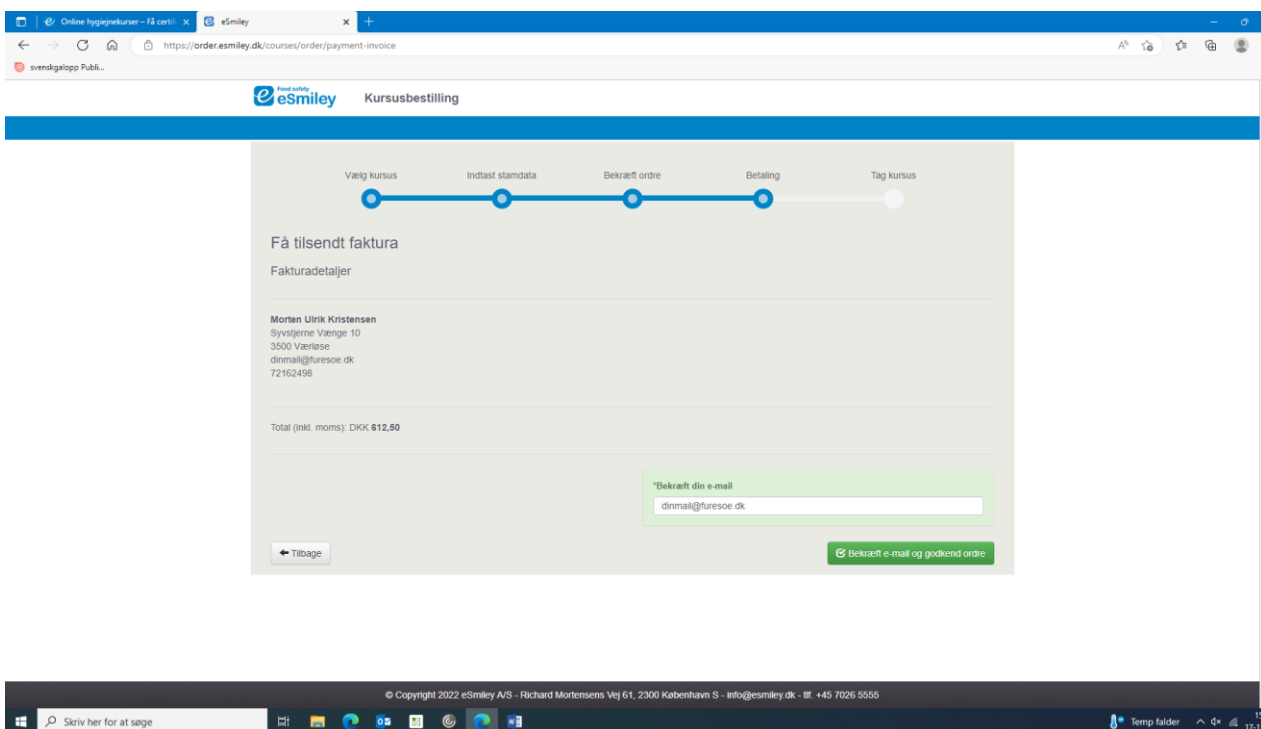 Online hygiejnekurser – Få certifi
eSmiley
https://order.esmiley.dk/courses/order/payment-invoice
svenskgalopp Publi...
Food safety
eSmiley
Kursusbestilling
Vælg kursus
Indtast stamdata
Bekræft ordre
Betaling
Tag kursus
Få tilsendt faktura
Fakturadetaljer
Morten Ulrik Kristensen
Syvstjerne Vænge 10
3500 Værløse
dinmail@furesoe.dk
72162498
Total (inkl. moms): DKK 612,50
*Bekræft din e-mail
dinmail@furesoe.dk
Tilbage
Bekræft e-mail og godkend ordre
© Copyright 2022 eSmiley A/S - Richard Mortensens Vej 61, 2300 København S - info@esmiley.dk - tlf. +45 7026 5555
Skriv her for at søge
Temp falder